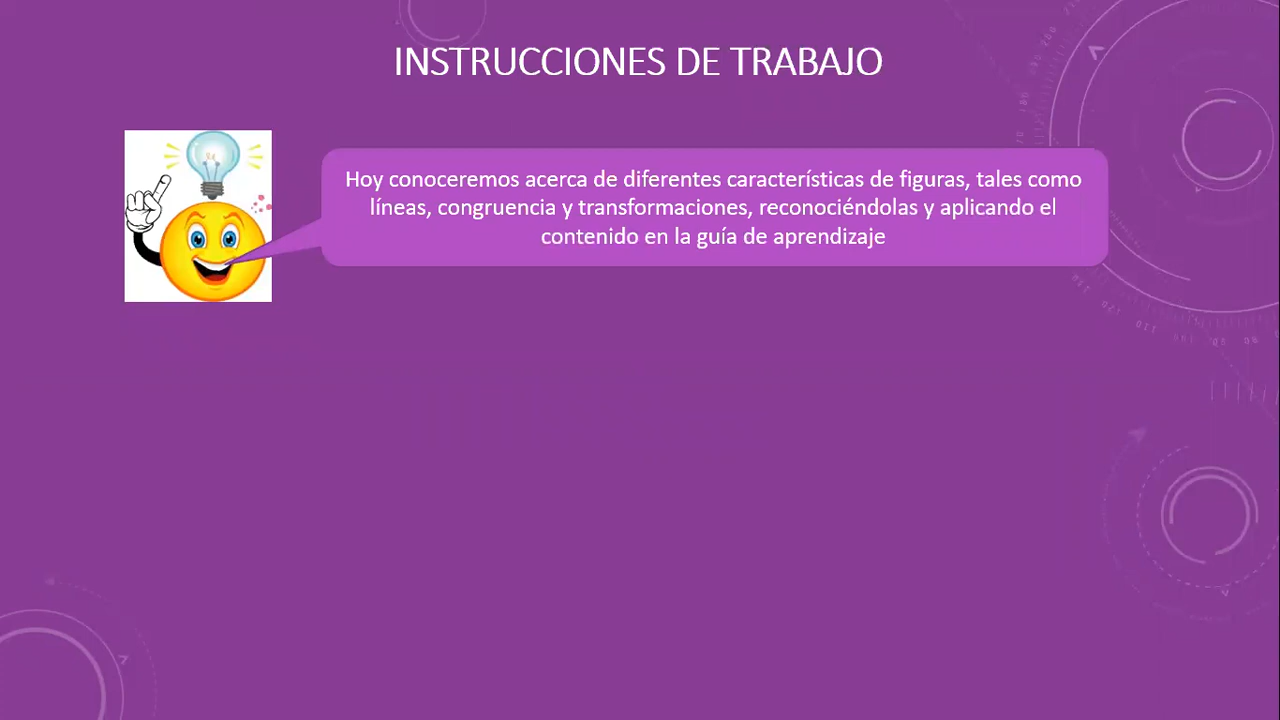 INSTRUCCIONES DE TRABAJO
Hoy conoceremos acerca de diferentes características de figuras, tales como
líneas, congruencia y transformaciones, reconociéndolas y aplicando el
contenido en la guía de aprendizaje